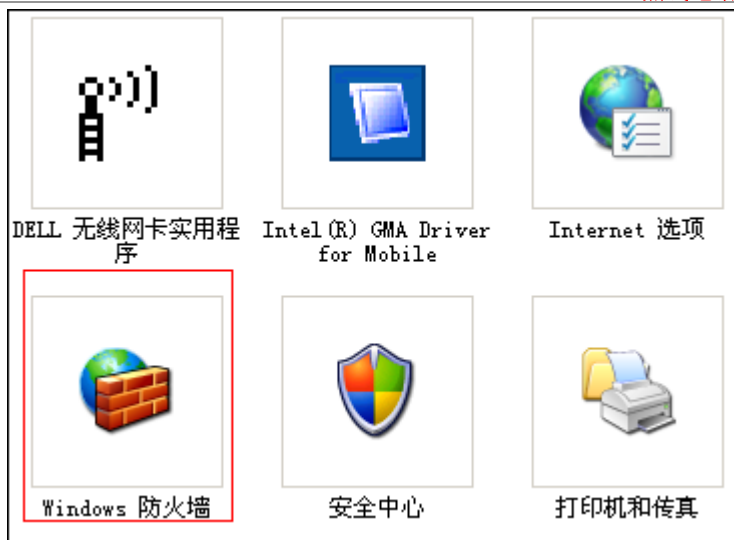 DELL 无线网卡实用程
序
Intel(R) GMA Driver
for Mobile
Internet 选项
Windows 防火墙
安全中心
打印机和传真